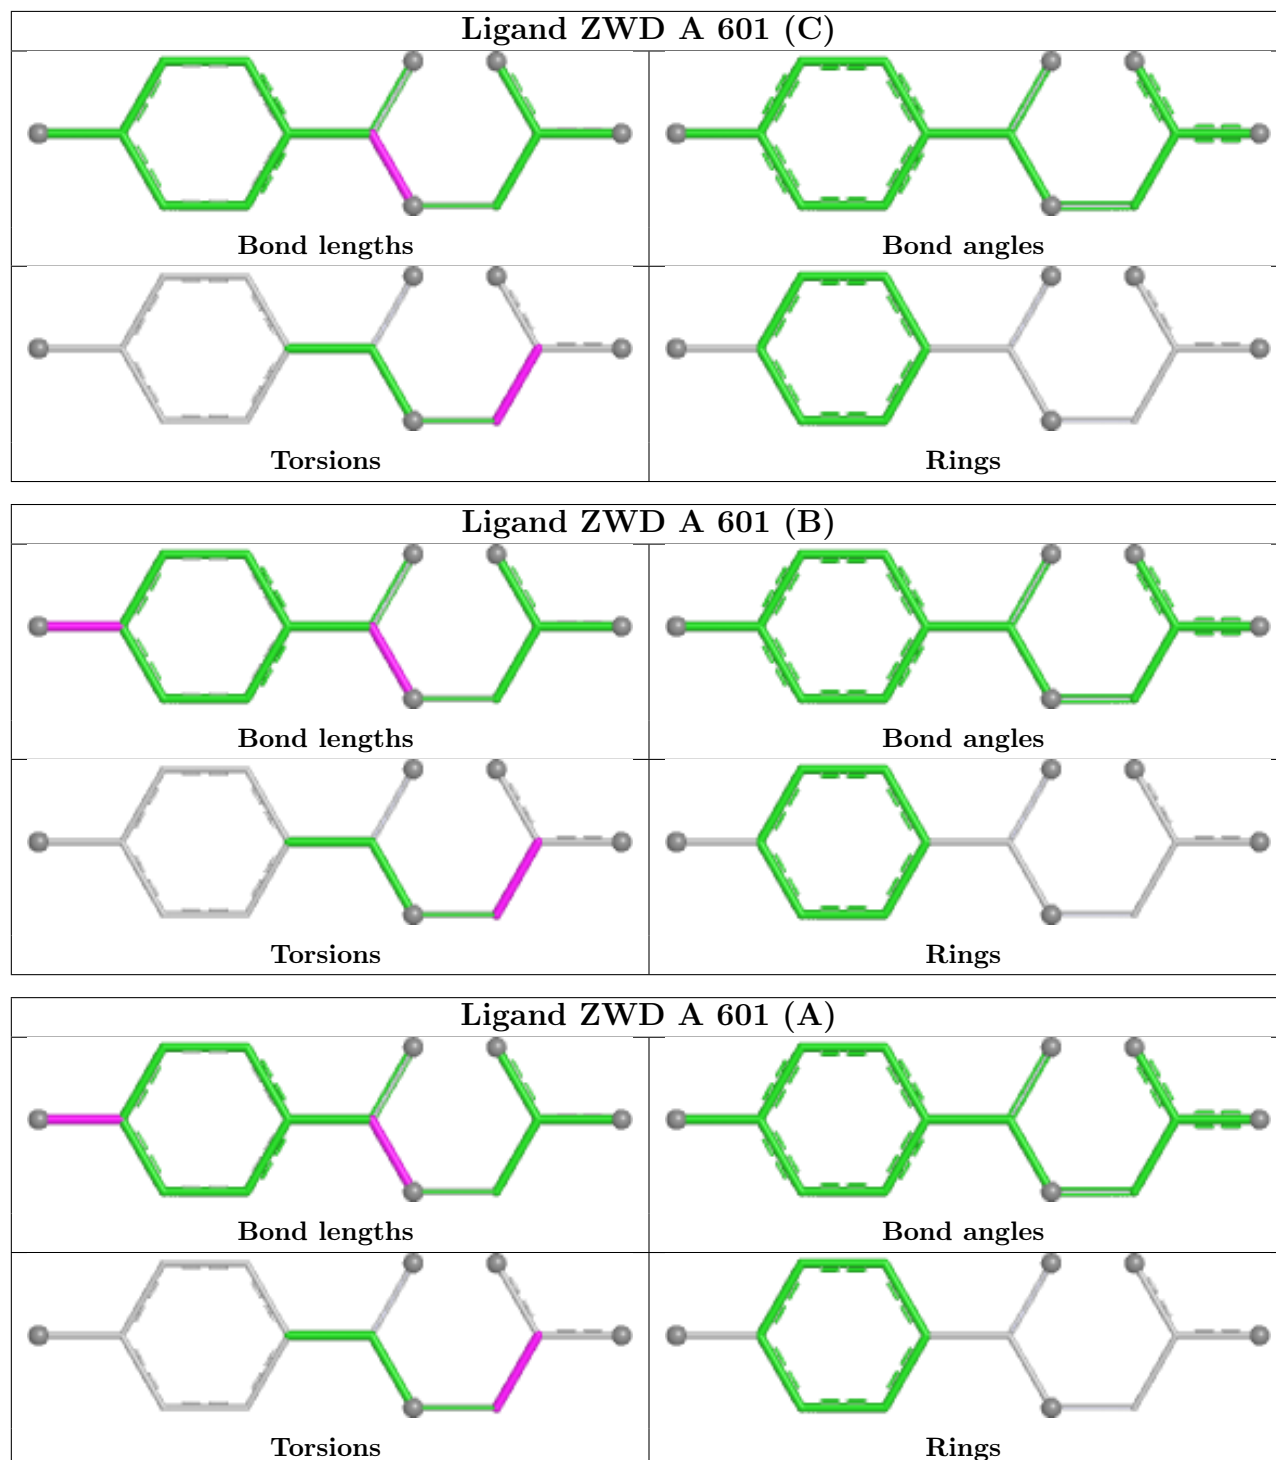 Ligand ZWD A 601 (C)
Bond lengths
Bond angles
Torsions
Rings
Ligand ZWD A 601 (B)
Bond lengths
Bond angles
Torsions
Rings
Ligand ZWD A 601 (A)
Bond lengths
Bond angles
Torsions
Rings